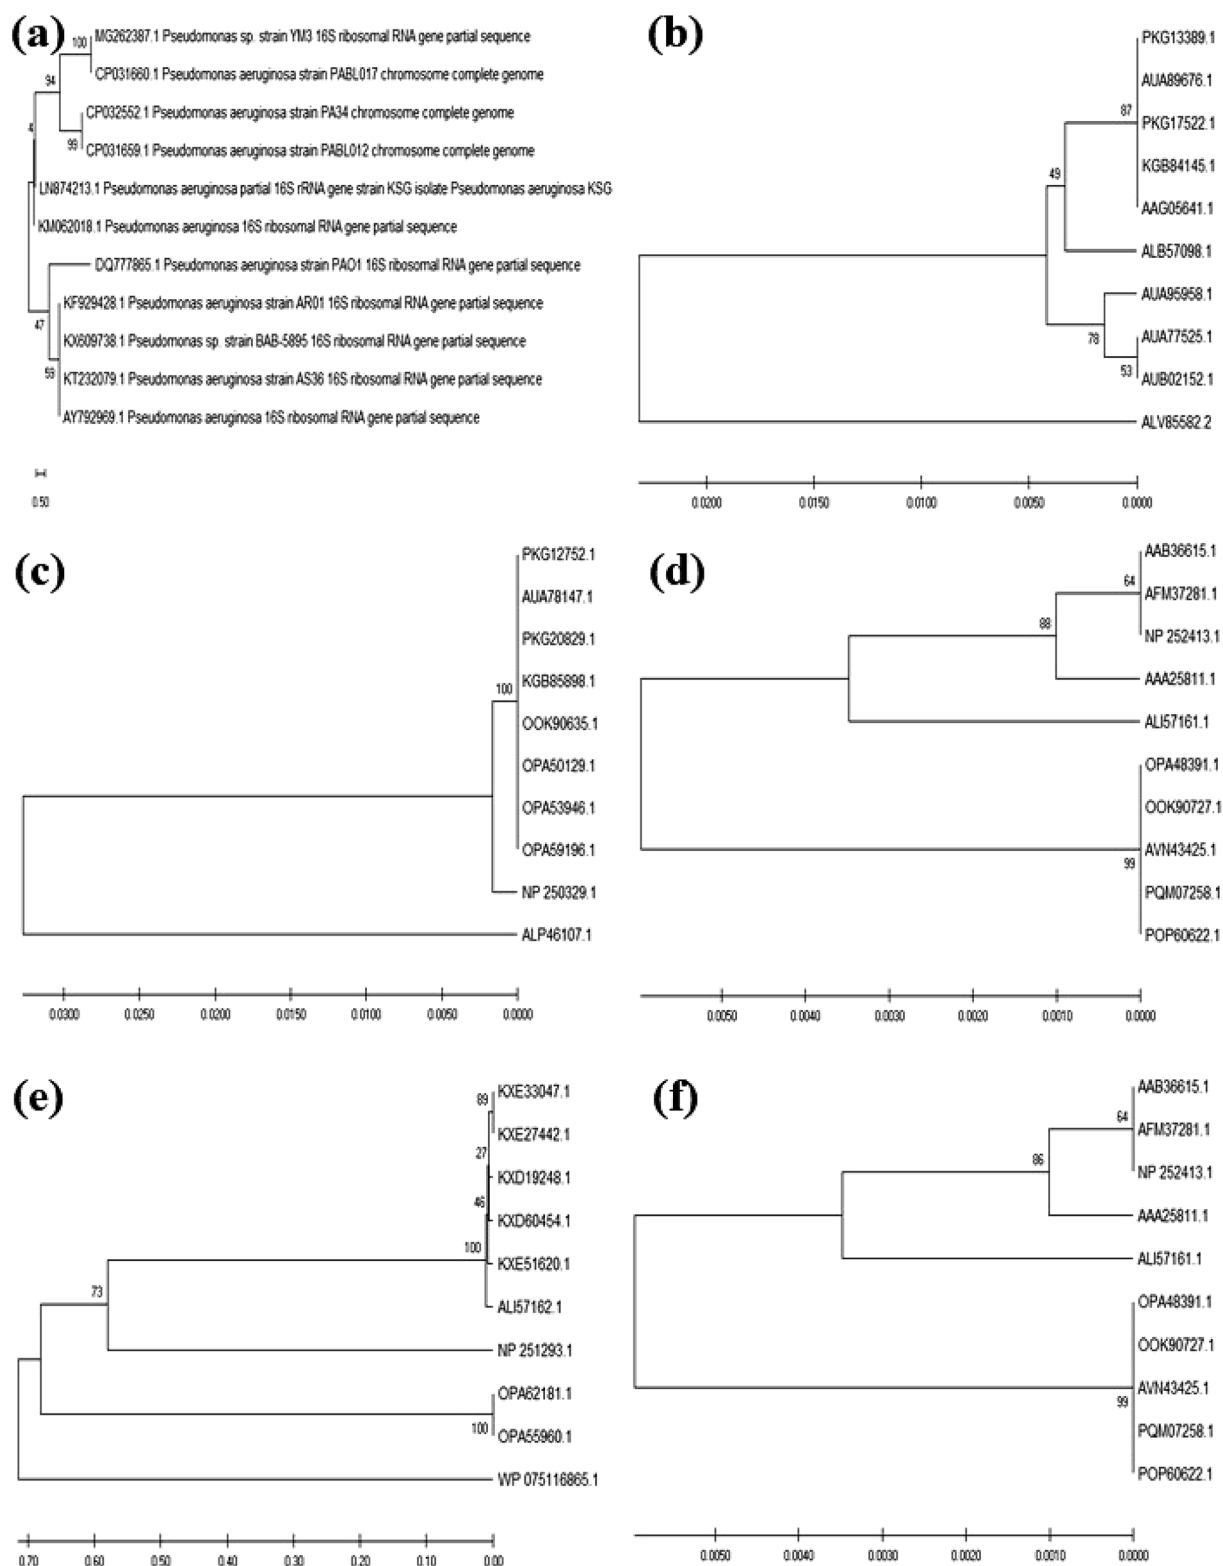 (a)
100
MG262387.1 Pseudomonas sp. strain YM3 16S ribosomal RNA gene partial sequence
CP031660.1 Pseudomonas aeruginosa strain PABL017 chromosome complete genome
94
CP032552.1 Pseudomonas aeruginosa strain PA34 chromosome complete genome
99
CP031659.1 Pseudomonas aeruginosa strain PABL012 chromosome complete genome
4
LN874213.1 Pseudomonas aeruginosa partial 16S rRNA gene strain KSG isolate Pseudomonas aeruginosa KSG
KM062018.1 Pseudomonas aeruginosa 16S ribosomal RNA gene partial sequence
DQ777865.1 Pseudomonas aeruginosa strain PAO1 16S ribosomal RNA gene partial sequence
KF929428.1 Pseudomonas aeruginosa strain AR01 16S ribosomal RNA gene partial sequence
47
KX609738.1 Pseudomonas sp. strain BAB-5895 16S ribosomal RNA gene partial sequence
KT232079.1 Pseudomonas aeruginosa strain AS36 16S ribosomal RNA gene partial sequence
AY792969.1 Pseudomonas aeruginosa 16S ribosomal RNA gene partial sequence
0.50
(b)
PKG13389.1
AUA89676.1
87
PKG17522.1
KGB84145.1
49
AAG05641.1
ALB57098.1
AUA95958.1
78
AUA77525.1
53
AUB02152.1
ALV85582.2
0.0200 0.0150 0.0100 0.0050 0.0000
(c)
PKG12752.1
AUA78147.1
PKG20829.1
KGB85898.1
100
OOK90635.1
OPA50129.1
OPA53946.1
OPA59196.1
NP 250329.1
ALP46107.1
0.0300 0.0250 0.0200 0.0150 0.0100 0.0050 0.0000
(d)
AAB36615.1
64
AFM37281.1
88
NP 252413.1
AAA25811.1
ALI57161.1
OPA48391.1
OOK90727.1
AVN43425.1
99
PQM07258.1
POP60622.1
0.0050 0.0040 0.0030 0.0020 0.0010 0.0000
(e)
89
KXE33047.1
KXE27442.1
27
KXD19248.1
46
KXD60454.1
100
KXE51620.1
73
ALI57162.1
NP 251293.1
OPA62181.1
100
OPA55960.1
WP 075116865.1
0.70 0.60 0.50 0.40 0.30 0.20 0.10 0.00
(f)
AAB36615.1
64
AFM37281.1
86
NP 252413.1
AAA25811.1
ALI57161.1
OPA48391.1
OOK90727.1
AVN43425.1
99
PQM07258.1
POP60622.1
0.0050 0.0040 0.0030 0.0020 0.0010 0.0000